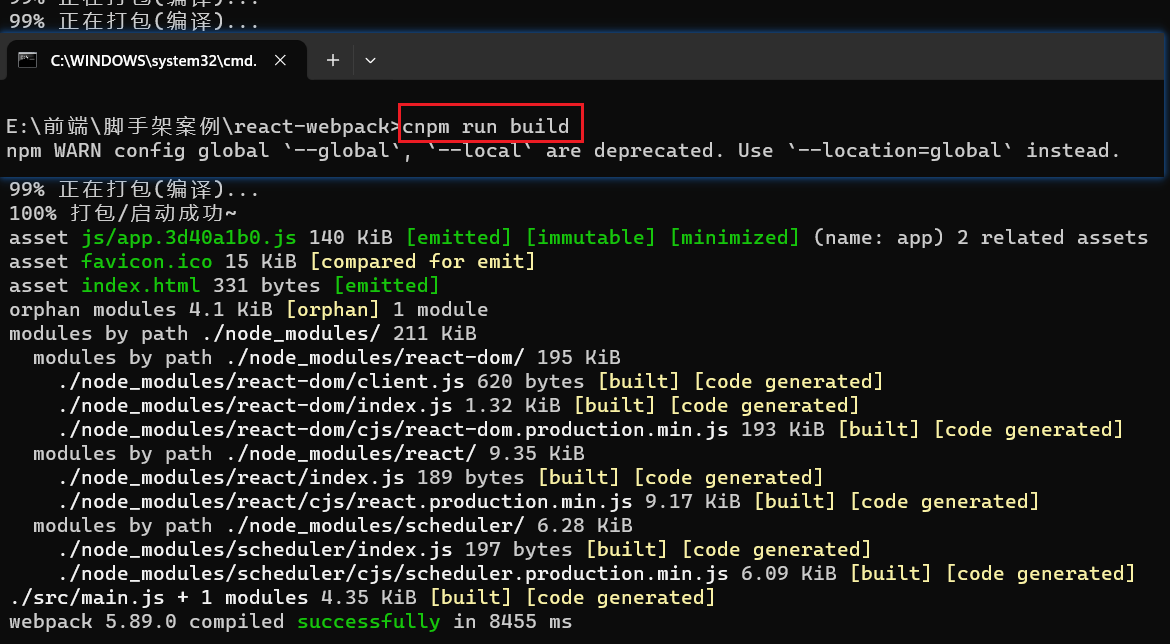 99% 正在打包(编译)...
99% 正在打包(编译)...
C:\WINDOWS\system32\cmd.
E:\前端\脚手架案例\react-webpack>cnpm run build
npm WARN config global `--global`, `--local` are deprecated. Use `--location=global` instead.
99% 正在打包(编译)...
100% 打包/启动成功~
asset js/app.3d40a1b0.js 140 KiB [emitted] [immutable] [minimized] (name: app) 2 related assets
asset favicon.ico 15 KiB [compared for emit]
asset index.html 331 bytes [emitted]
orphan modules 4.1 KiB [orphan] 1 module
modules by path ./node_modules/ 211 KiB
  modules by path ./node_modules/react-dom/ 195 KiB
    ./node_modules/react-dom/client.js 620 bytes [built] [code generated]
    ./node_modules/react-dom/index.js 1.32 KiB [built] [code generated]
    ./node_modules/react-dom/cjs/react-dom.production.min.js 193 KiB [built] [code generated]
  modules by path ./node_modules/react/ 9.35 KiB
    ./node_modules/react/index.js 189 bytes [built] [code generated]
    ./node_modules/react/cjs/react.production.min.js 9.17 KiB [built] [code generated]
  modules by path ./node_modules/scheduler/ 6.28 KiB
    ./node_modules/scheduler/index.js 197 bytes [built] [code generated]
    ./node_modules/scheduler/cjs/scheduler.production.min.js 6.09 KiB [built] [code generated]
./src/main.js + 1 modules 4.35 KiB [built] [code generated]
webpack 5.89.0 compiled successfully in 8455 ms